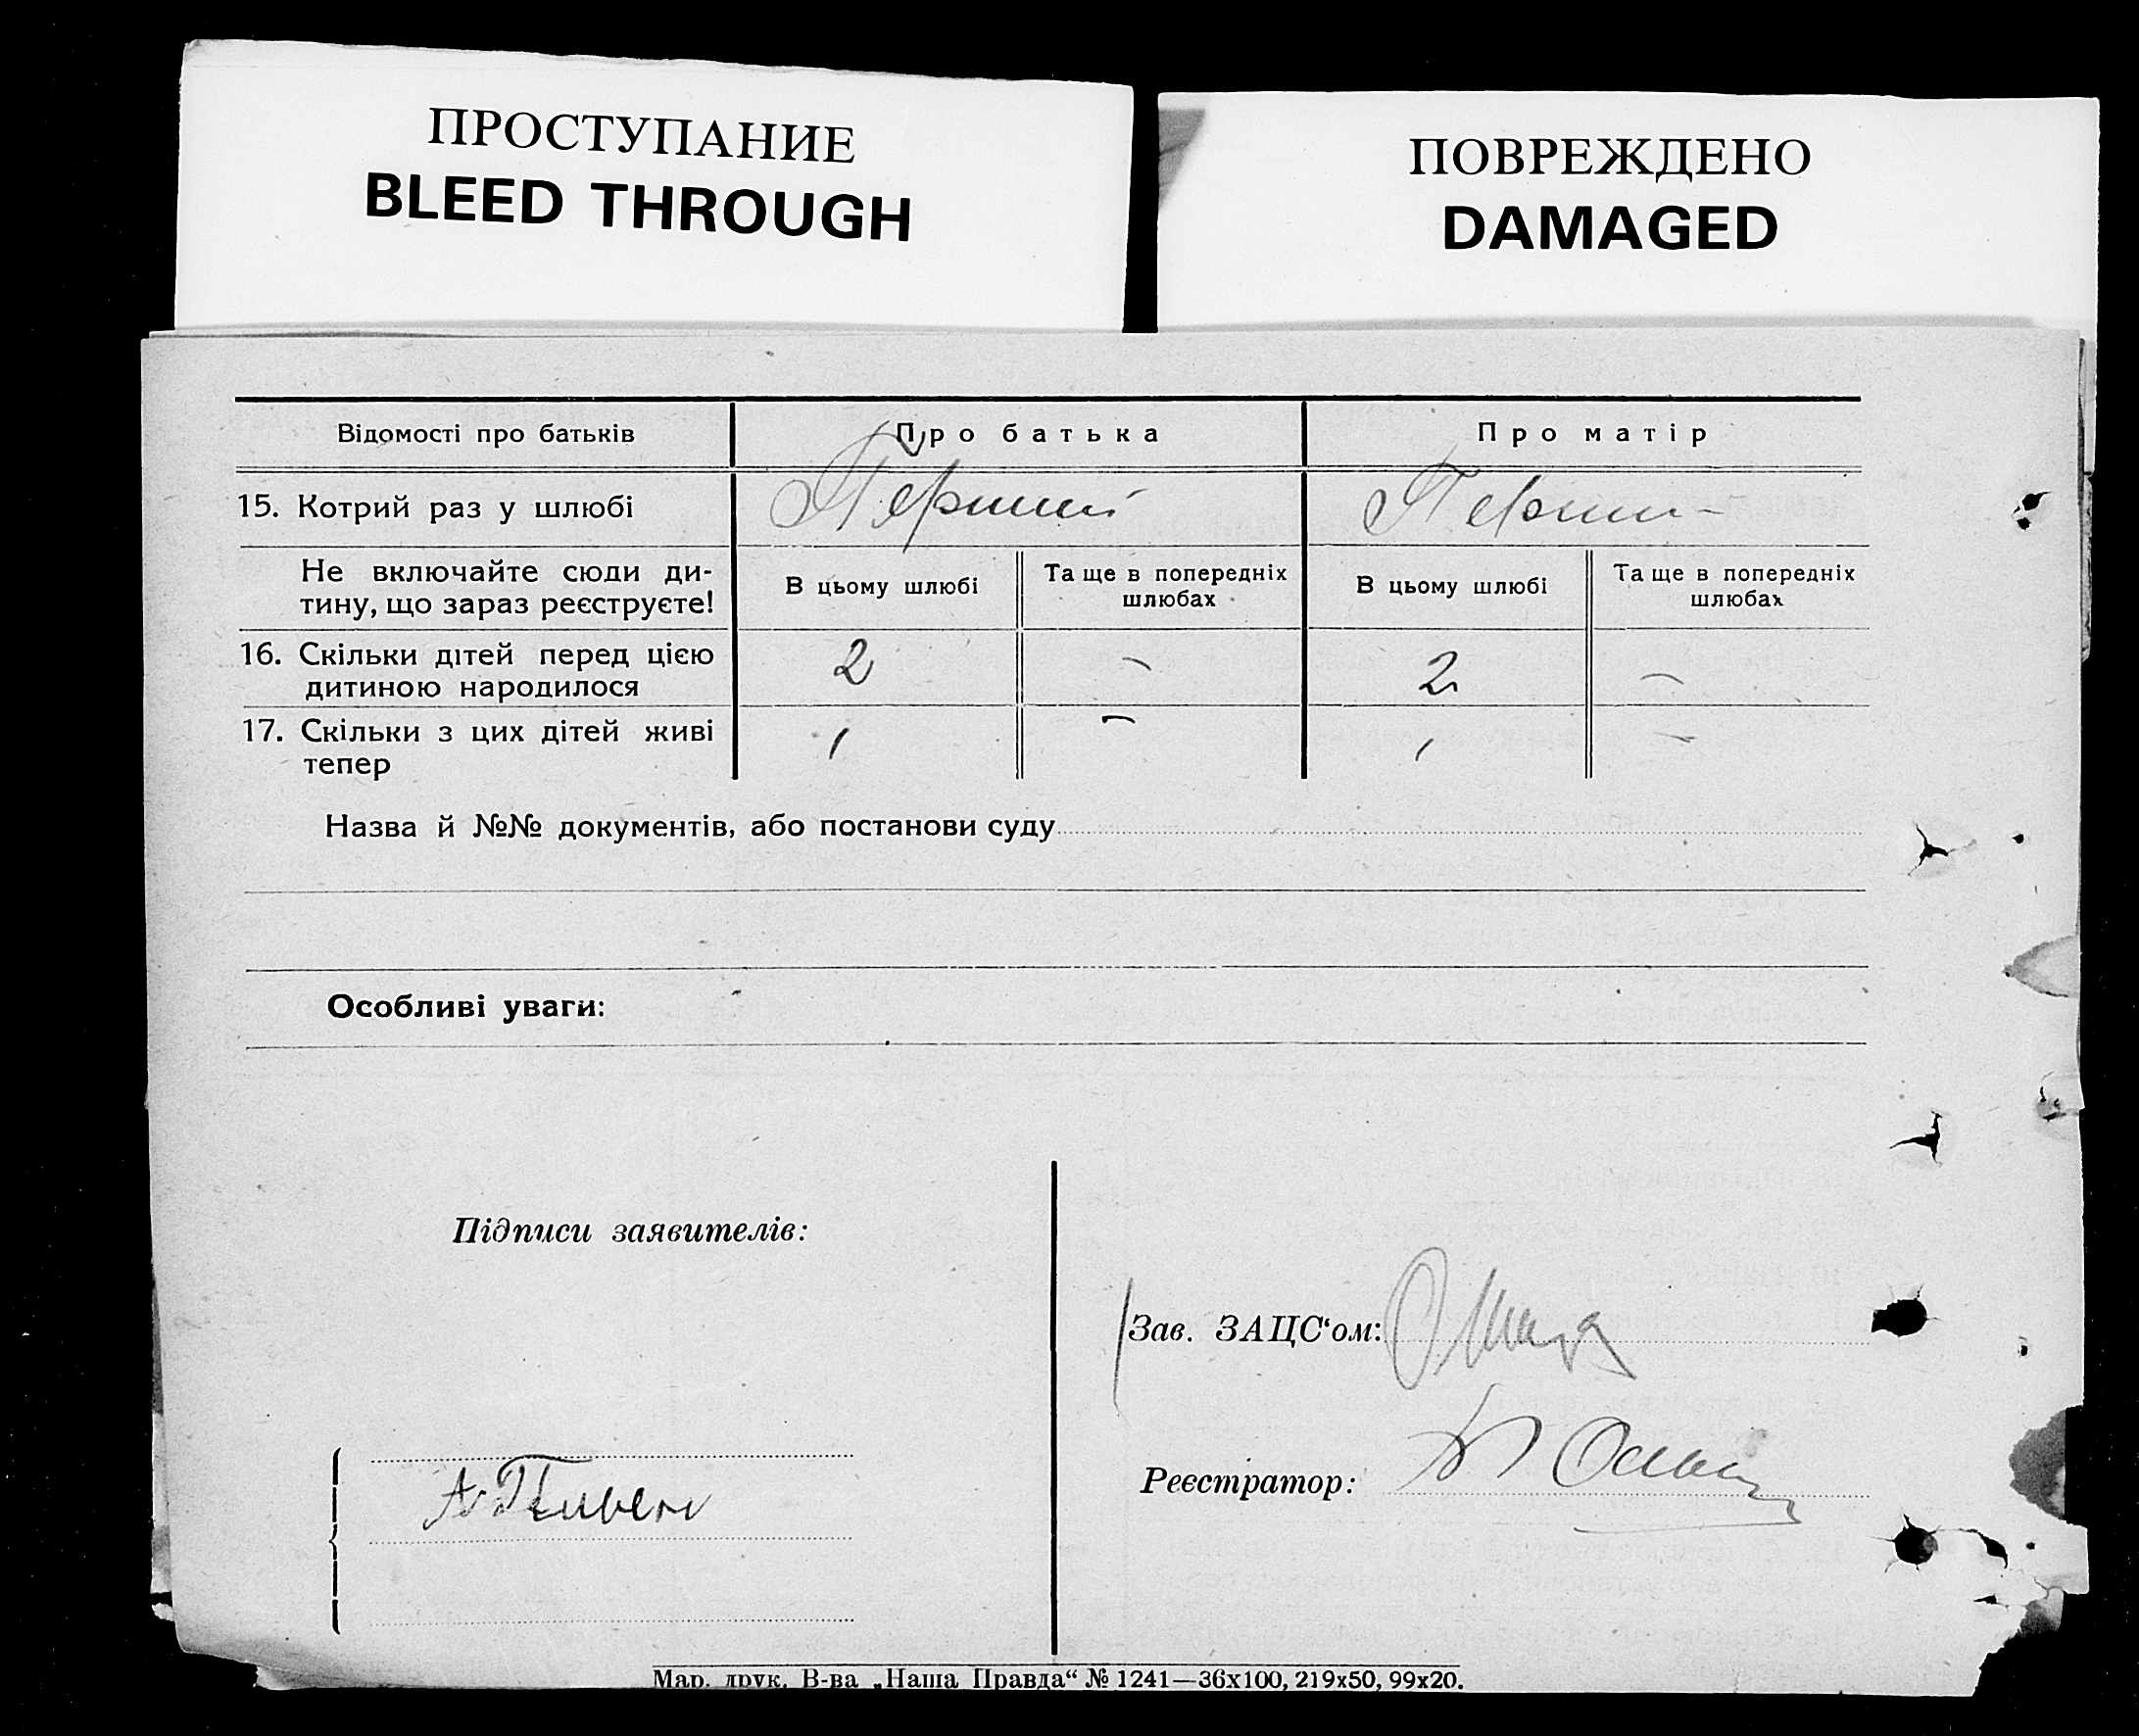 ПРОСТУПАНИЕ
BLEED THROUGH
ПОВРЕЖДЕНО
DAMAGED
Відомості про батьків
Про батька
Про матір
15. Котрий раз у шлюбі
Перший
Перши-
Не включайте сюди ди-
тину, що зараз реєструєте!
В цьому шлюбі
Та ще в попередніх
шлюбах
В цьому шлюбі
Та ще в попередніх
шлюбах
16. Скільки дітей перед цією
дитиною народилося
2
–
2
–
17. Скільки з цих дітей живі
тепер
1
–
1
–
Назва й №№ документів, або постанови суду
Особливі уваги:
Підписи заявителів:
Зав. ЗАЦС‘ом:
Реєстратор:
Мар. друк. В-ва „Наша Правда“ № 1241—36х100, 219х50, 99х20.